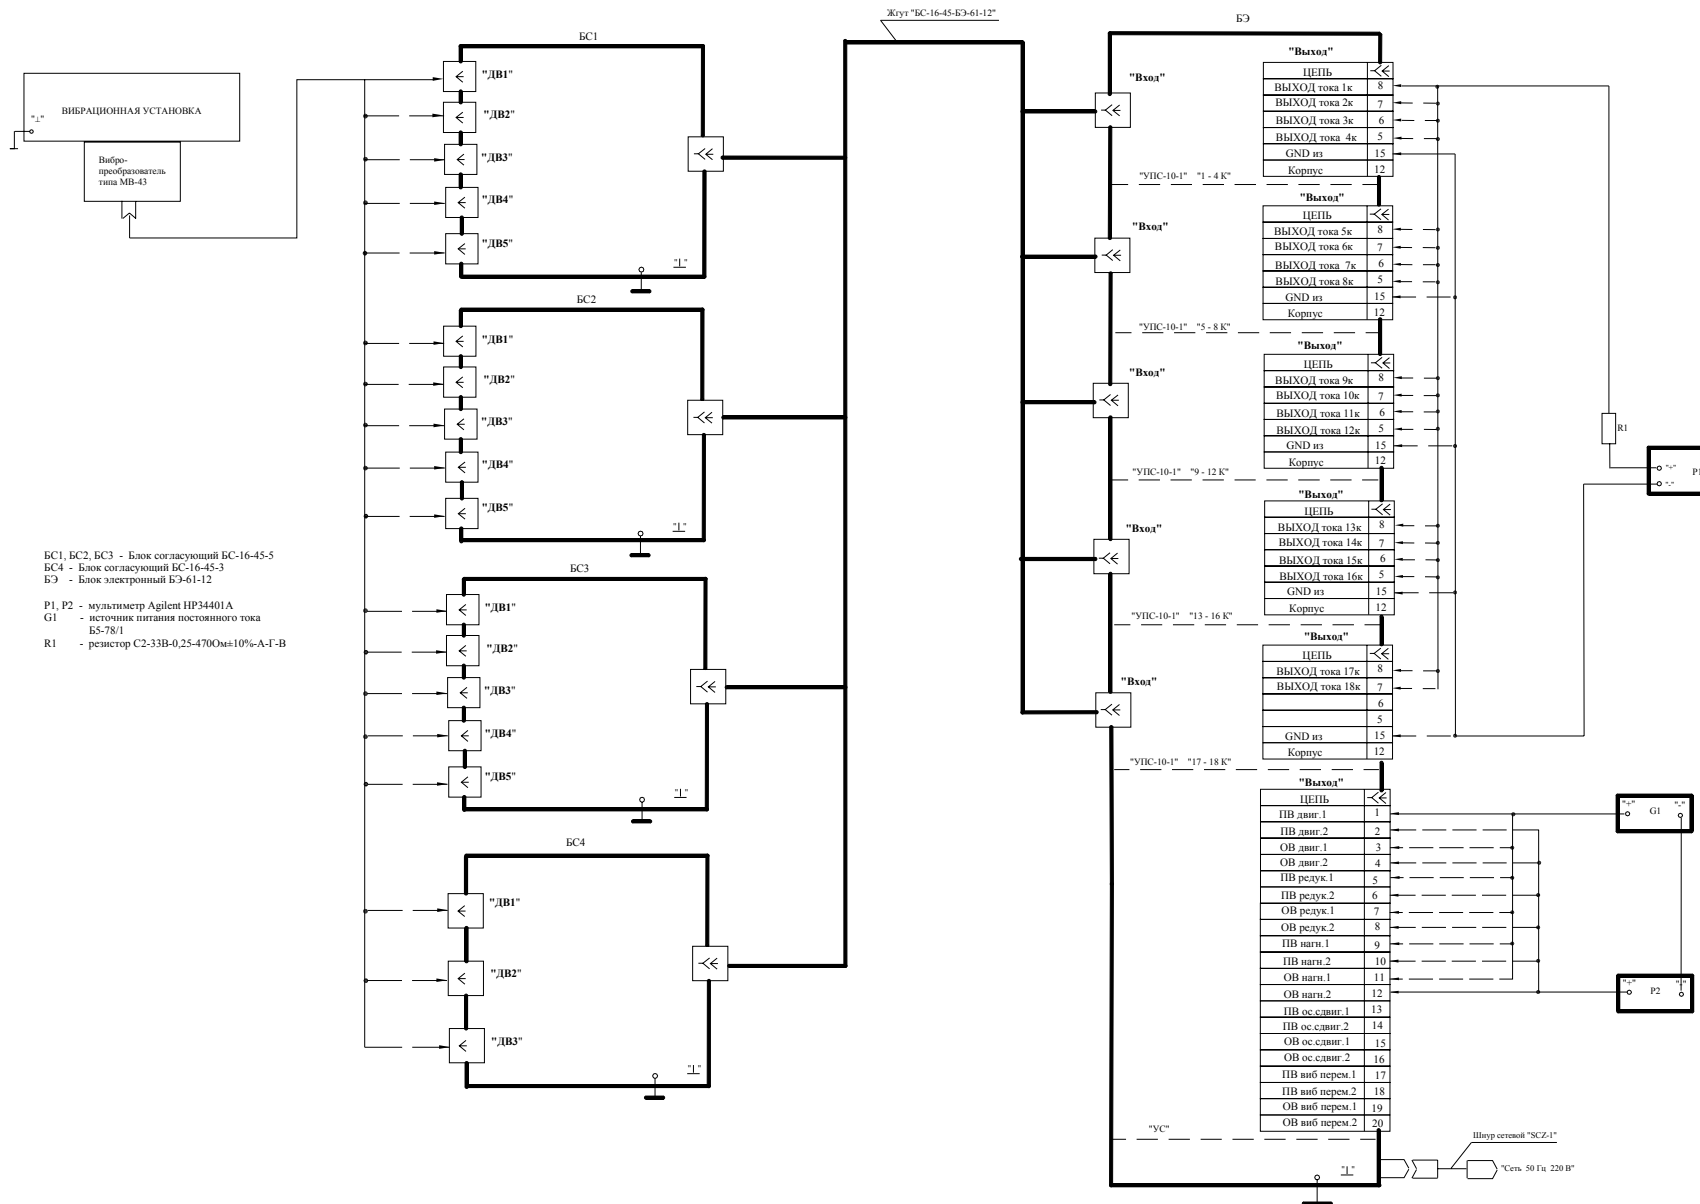 Жгут "БС-16-45-БЭ-61-12"
ВИБРАЦИОННАЯ УСТАНОВКА
"⊥"
Вибро-
преобразователь
типа МВ-43
БС1
"ДВ1"
"ДВ2"
"ДВ3"
"ДВ4"
"ДВ5"
"⊥"
БС2
"ДВ1"
"ДВ2"
"ДВ3"
"ДВ4"
"ДВ5"
"⊥"
БС3
"ДВ1"
"ДВ2"
"ДВ3"
"ДВ4"
"ДВ5"
"⊥"
БС4
"ДВ1"
"ДВ2"
"ДВ3"
"⊥"
БС1, БС2, БС3 - Блок согласующий БС-16-45-5
БС4 - Блок согласующий БС-16-45-3
БЭ - Блок электронный БЭ-61-12
Р1, Р2 - мультиметр Agilent HP34401A
G1 - источник питания постоянного тока
Б5-78/1
R1 - резистор С2-33В-0,25-470Ом±10%-А-Г-В
БЭ
"Вход"
"Выход"
ЦЕПЬ
ВЫХОД тока 1к 8
ВЫХОД тока 2к 7
ВЫХОД тока 3к 6
ВЫХОД тока 4к 5
GND из 15
Корпус 12
"УПС-10-1" "1 - 4 К"
"Вход"
"Выход"
ЦЕПЬ
ВЫХОД тока 5к 8
ВЫХОД тока 6к 7
ВЫХОД тока 7к 6
ВЫХОД тока 8к 5
GND из 15
Корпус 12
"УПС-10-1" "5 - 8 К"
"Вход"
"Выход"
ЦЕПЬ
ВЫХОД тока 9к 8
ВЫХОД тока 10к 7
ВЫХОД тока 11к 6
ВЫХОД тока 12к 5
GND из 15
Корпус 12
"УПС-10-1" "9 - 12 К"
"Вход"
"Выход"
ЦЕПЬ
ВЫХОД тока 13к 8
ВЫХОД тока 14к 7
ВЫХОД тока 15к 6
ВЫХОД тока 16к 5
GND из 15
Корпус 12
"УПС-10-1" "13 - 16 К"
"Вход"
"Выход"
ЦЕПЬ
ВЫХОД тока 17к 8
ВЫХОД тока 18к 7
6
5
GND из 15
Корпус 12
"УПС-10-1" "17 - 18 К"
"Выход"
ЦЕПЬ
ПВ двиг.1 1
ПВ двиг.2 2
ОВ двиг.1 3
ОВ двиг.2 4
ПВ редук.1 5
ПВ редук.2 6
ОВ редук.1 7
ОВ редук.2 8
ПВ нагн.1 9
ПВ нагн.2 10
ОВ нагн.1 11
ОВ нагн.2 12
ПВ ос.сдвиг.1 13
ПВ ос.сдвиг.2 14
ОВ ос.сдвиг.1 15
ОВ ос.сдвиг.2 16
ПВ виб перем.1 17
ПВ виб перем.2 18
ОВ виб перем.1 19
ОВ виб перем.2 20
"УС"
"⊥"
R1
"+"
"-"
P1
"+" G1 "-"
"+" P2
Шнур сетевой "SCZ-1"
"Сеть 50 Гц 220 В"